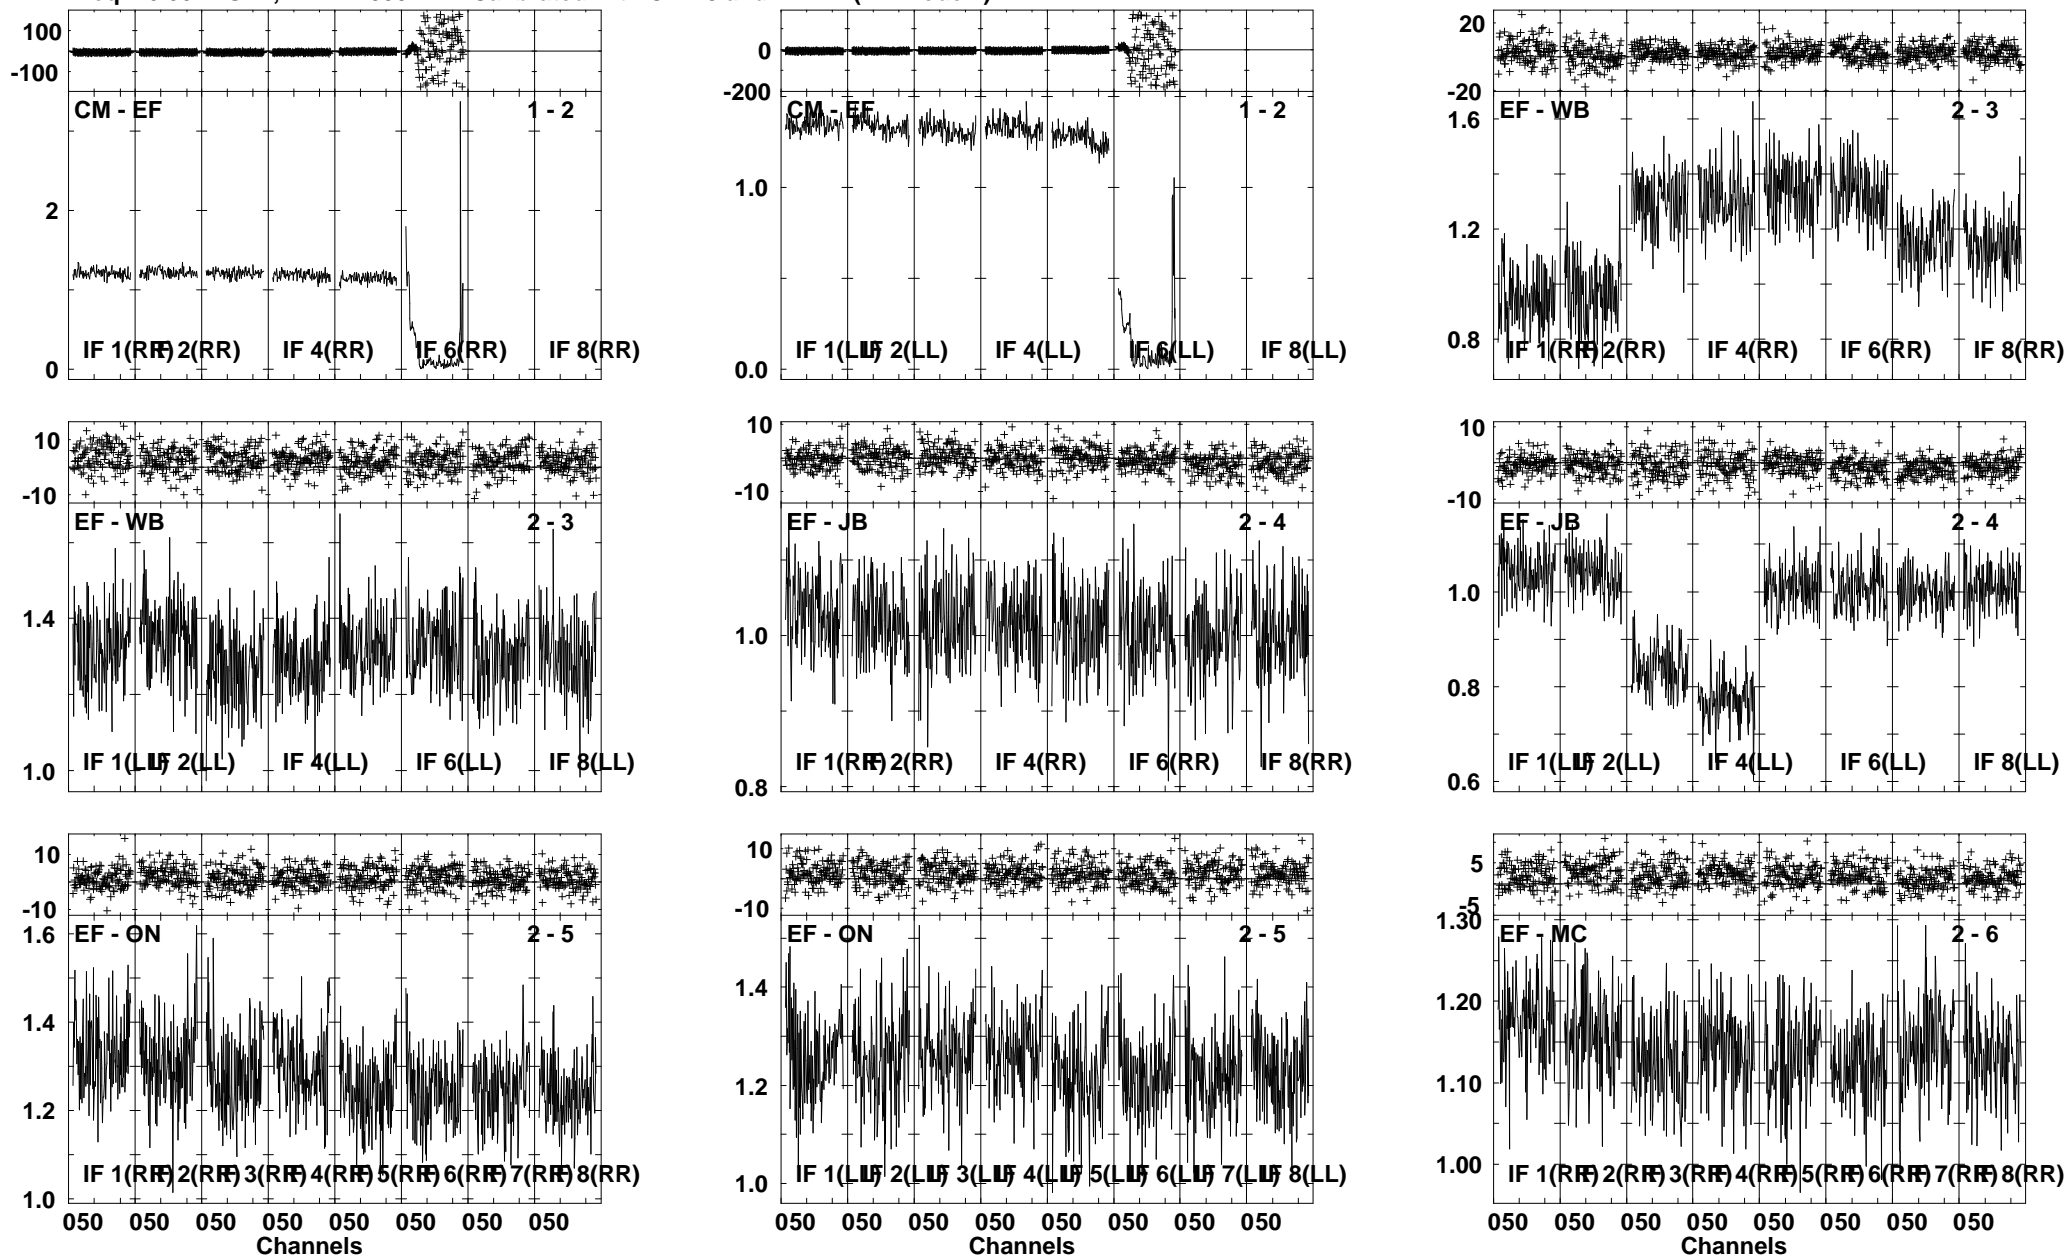 100
-100
CM - EF 1 - 2
2
0
IF 1(RR) IF 2(RR) IF 4(RR) IF 6(RR) IF 8(RR)
0
-200
CM - EF 1 - 2
1.0
0.0
IF 1(LL) IF 2(LL) IF 4(LL) IF 6(LL) IF 8(LL)
20
-20
EF - WB 2 - 3
1.6
1.2
0.8
IF 1(RR) IF 2(RR) IF 4(RR) IF 6(RR) IF 8(RR)
10
-10
EF - WB 2 - 3
1.4
1.0
IF 1(LL) IF 2(LL) IF 4(LL) IF 6(LL) IF 8(LL)
10
-10
EF - JB 2 - 4
1.0
0.8
IF 1(RR) IF 2(RR) IF 4(RR) IF 6(RR) IF 8(RR)
10
-10
EF - JB 2 - 4
1.0
0.8
0.6
IF 1(LL) IF 2(LL) IF 4(LL) IF 6(LL) IF 8(LL)
10
-10
EF - ON 2 - 5
1.6
1.4
1.2
1.0
IF 1(RR) IF 2(RR) IF 3(RR) IF 4(RR) IF 5(RR) IF 6(RR) IF 7(RR) IF 8(RR)
050 050 050 050 050 050 050 050
Channels
10
-10
EF - ON 2 - 5
1.4
1.2
1.0
IF 1(LL) IF 2(LL) IF 3(LL) IF 4(LL) IF 5(LL) IF 6(LL) IF 7(LL) IF 8(LL)
050 050 050 050 050 050 050 050
Channels
5
-5
EF - MC 2 - 6
1.30
1.20
1.10
1.00
IF 1(RR) IF 2(RR) IF 3(RR) IF 4(RR) IF 5(RR) IF 6(RR) IF 7(RR) IF 8(RR)
050 050 050 050 050 050 050 050
Channels